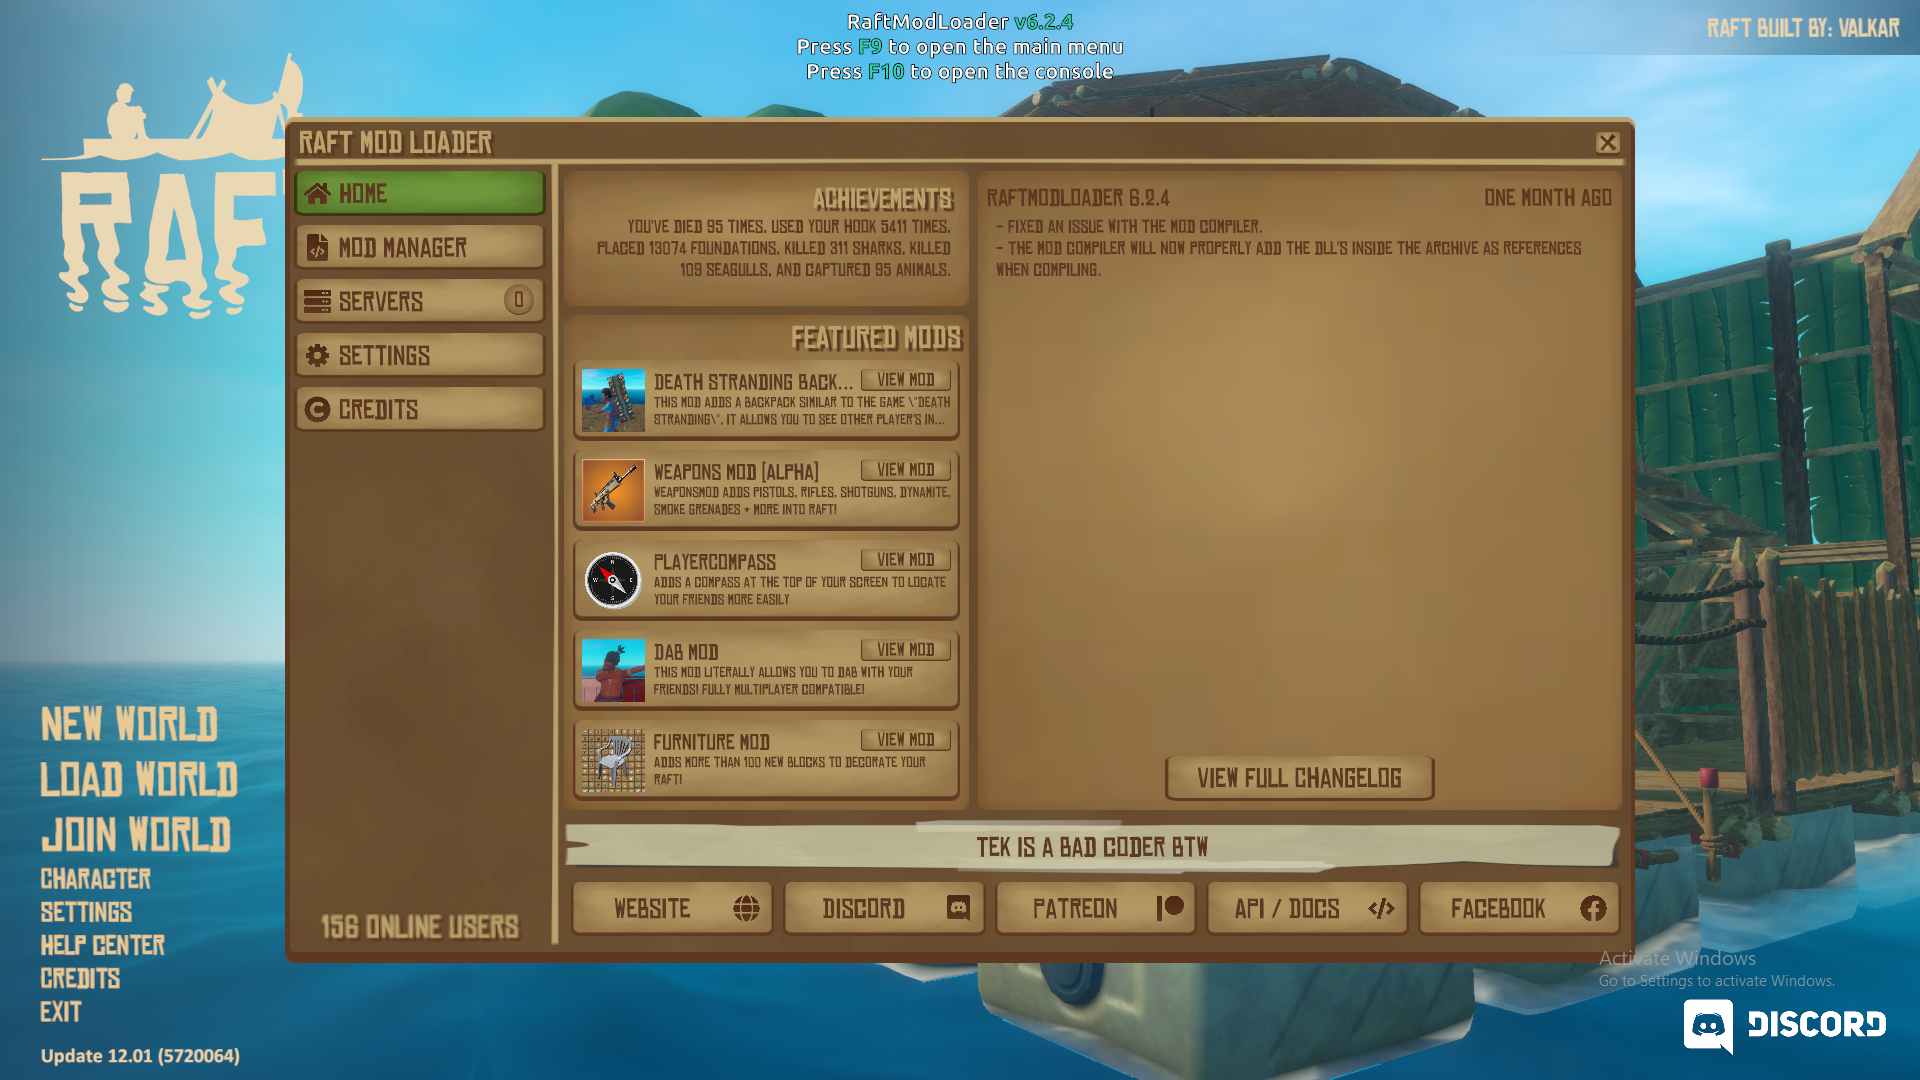 RaftModLoader v6.2.4
Press F9 to open the main menu
Press F10 to open the console
RAFT BUILT BY: VALKAR
RAF
RAFT MOD LOADER
HOME
MOD MANAGER
SERVERS 0
SETTINGS
CREDITS
156 ONLINE USERS
ACHIEVEMENTS
YOU'VE DIED 95 TIMES, USED YOUR HOOK 5411 TIMES,
PLACED 13074 FOUNDATIONS, KILLED 311 SHARKS, KILLED
109 SEAGULLS, AND CAPTURED 95 ANIMALS.
FEATURED MODS
DEATH STRANDING BACK... VIEW MOD
THIS MOD ADDS A BACKPACK SIMILAR TO THE GAME \"DEATH
STRANDING\". IT ALLOWS YOU TO SEE OTHER PLAYER'S IN...
WEAPONS MOD [ALPHA] VIEW MOD
WEAPONSMOD ADDS PISTOLS, RIFLES, SHOTGUNS, DYNAMITE,
SMOKE GRENADES + MORE INTO RAFT!
PLAYERCOMPASS VIEW MOD
ADDS A COMPASS AT THE TOP OF YOUR SCREEN TO LOCATE
YOUR FRIENDS MORE EASILY
N
W E
S
DAB MOD VIEW MOD
THIS MOD LITERALLY ALLOWS YOU TO DAB WITH YOUR
FRIENDS! FULLY MULTIPLAYER COMPATIBLE!
FURNITURE MOD VIEW MOD
ADDS MORE THAN 100 NEW BLOCKS TO DECORATE YOUR
RAFT!
RAFTMODLOADER 6.2.4 ONE MONTH AGO
- FIXED AN ISSUE WITH THE MOD COMPILER.
- THE MOD COMPILER WILL NOW PROPERLY ADD THE DLL'S INSIDE THE ARCHIVE AS REFERENCES
WHEN COMPILING.
VIEW FULL CHANGELOG
TEK IS A BAD CODER BTW
WEBSITE
DISCORD
PATREON
API / DOCS
FACEBOOK
NEW WORLD
LOAD WORLD
JOIN WORLD
CHARACTER
SETTINGS
HELP CENTER
CREDITS
EXIT
Update 12.01 (5720064)
Activate Windows
Go to Settings to activate Windows.
DISCORD